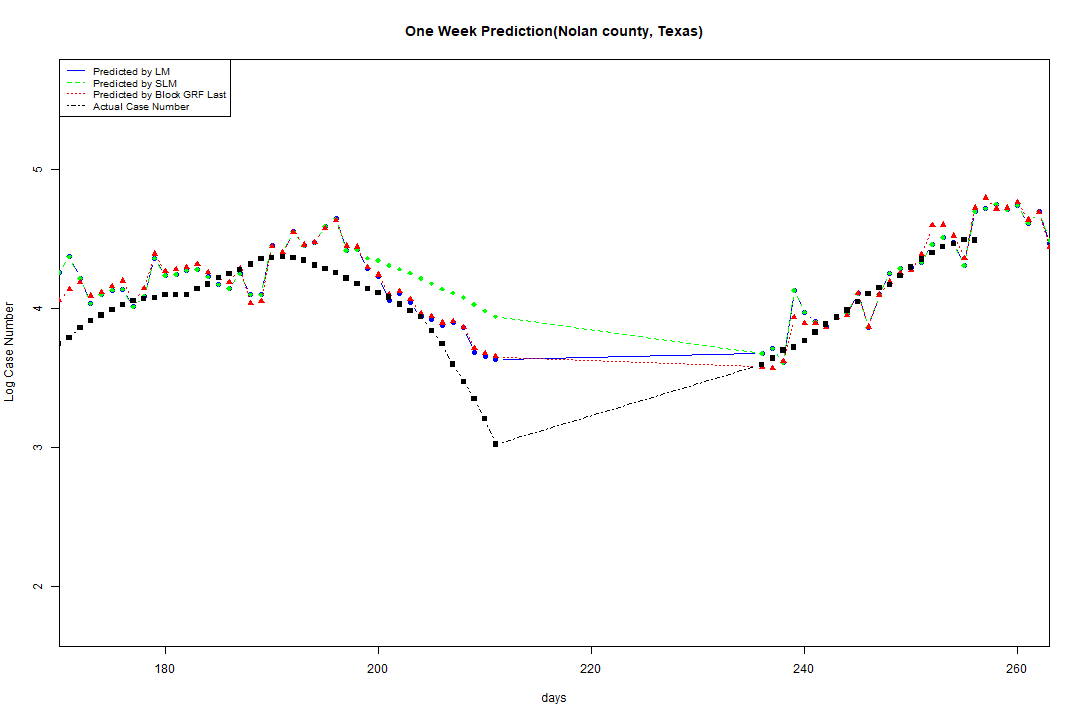 One Week Prediction(Nolan county, Texas)
Predicted by LM
Predicted by SLM
Predicted by Block GRF Last
Actual Case Number
Log Case Number
5
4
3
2
180 200 220 240 260
days